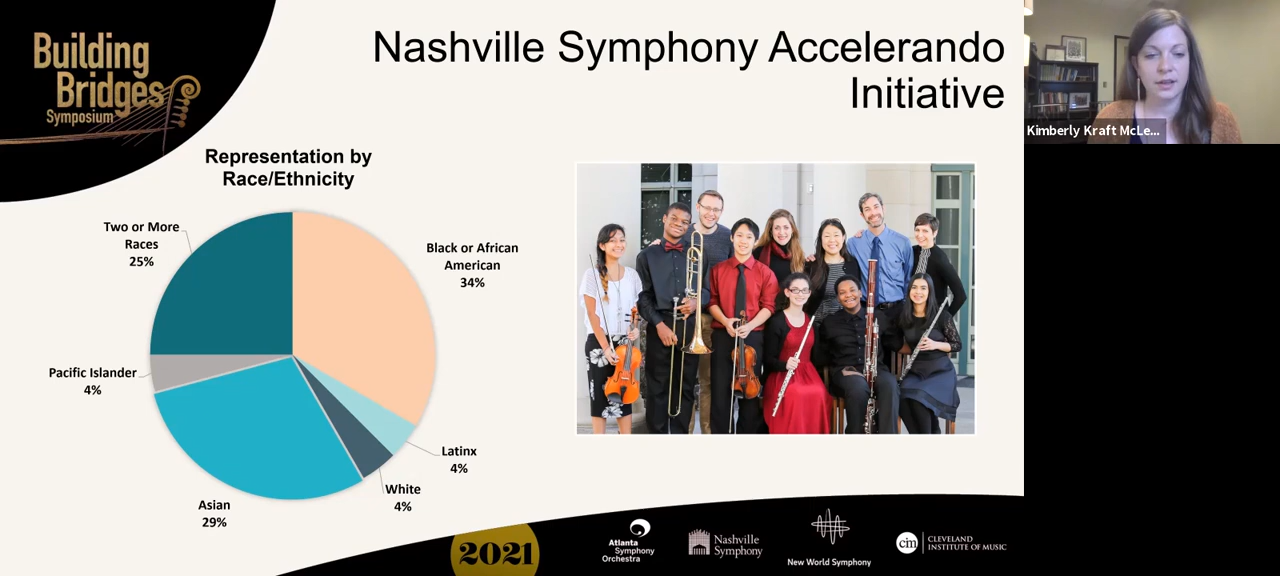 Building
Bridges
Symposium
Nashville Symphony Accelerando
Initiative
Kimberly Kraft McLe...
Representation by
Race/Ethnicity
Two or More
Races
25%
Black or African
American
34%
Pacific Islander
4%
Latinx
4%
White
4%
Asian
29%
2021
Atlanta
Symphony
Orchestra
Nashville
Symphony
New World Symphony
cim
CLEVELAND
INSTITUTE OF MUSIC